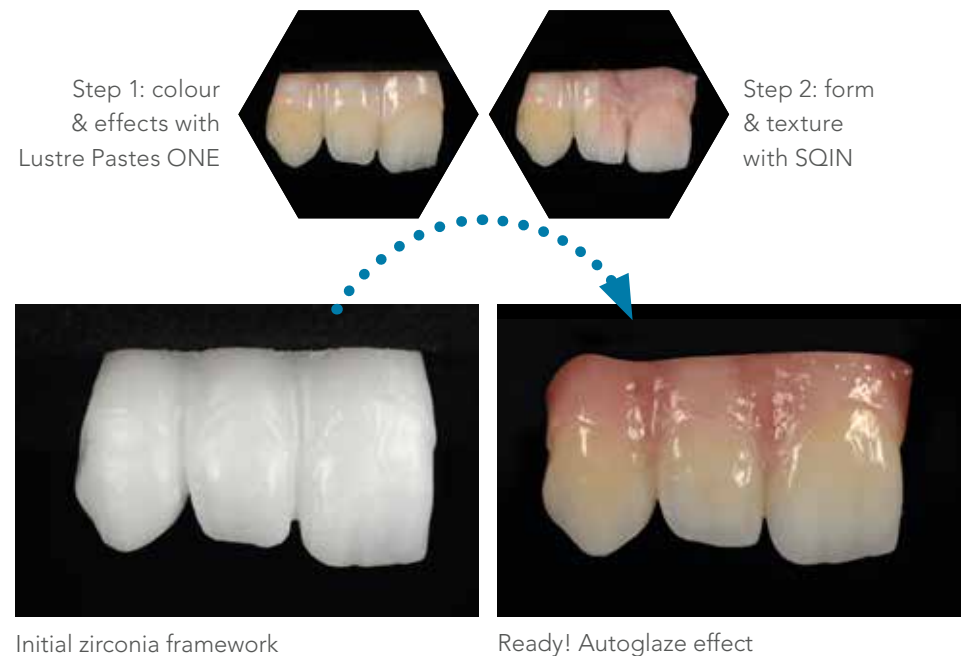 Step 1: colour
& effects with
Lustre Pastes ONE
Step 2: form
& texture
with SQIN
Initial zirconia framework
Ready! Autoglaze effect